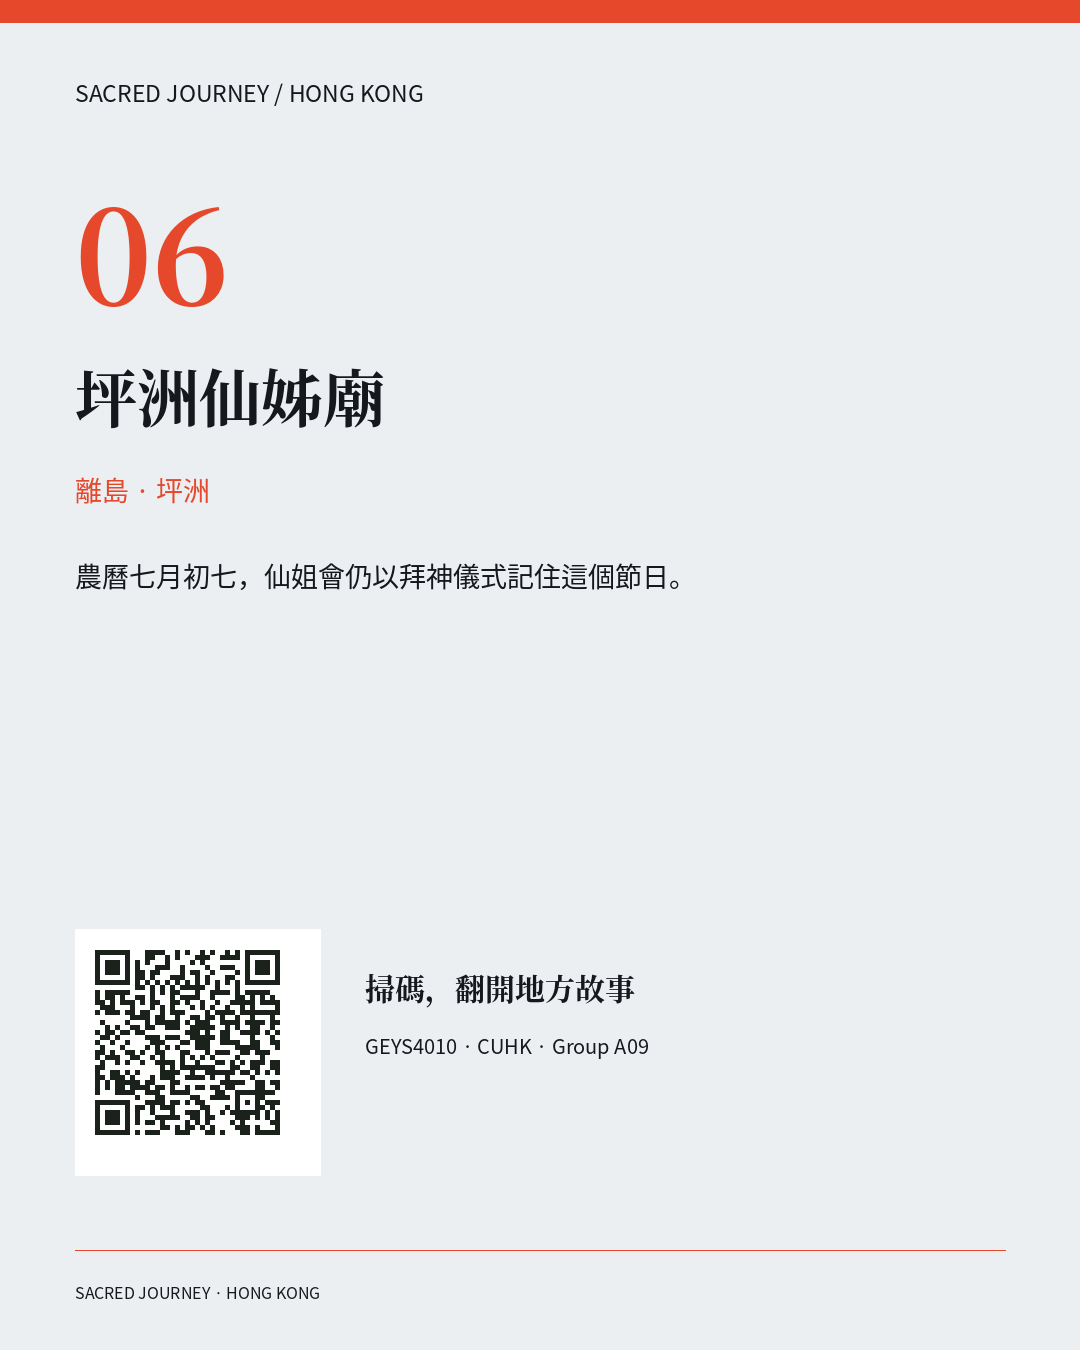 SACRED JOURNEY / HONG KONG
06
坪洲仙姊廟
離島 · 坪洲
農曆七月初七，仙姐會仍以拜神儀式記住這個節日。
掃碼，翻開地方故事
GEYS4010 · CUHK · Group A09
SACRED JOURNEY · HONG KONG